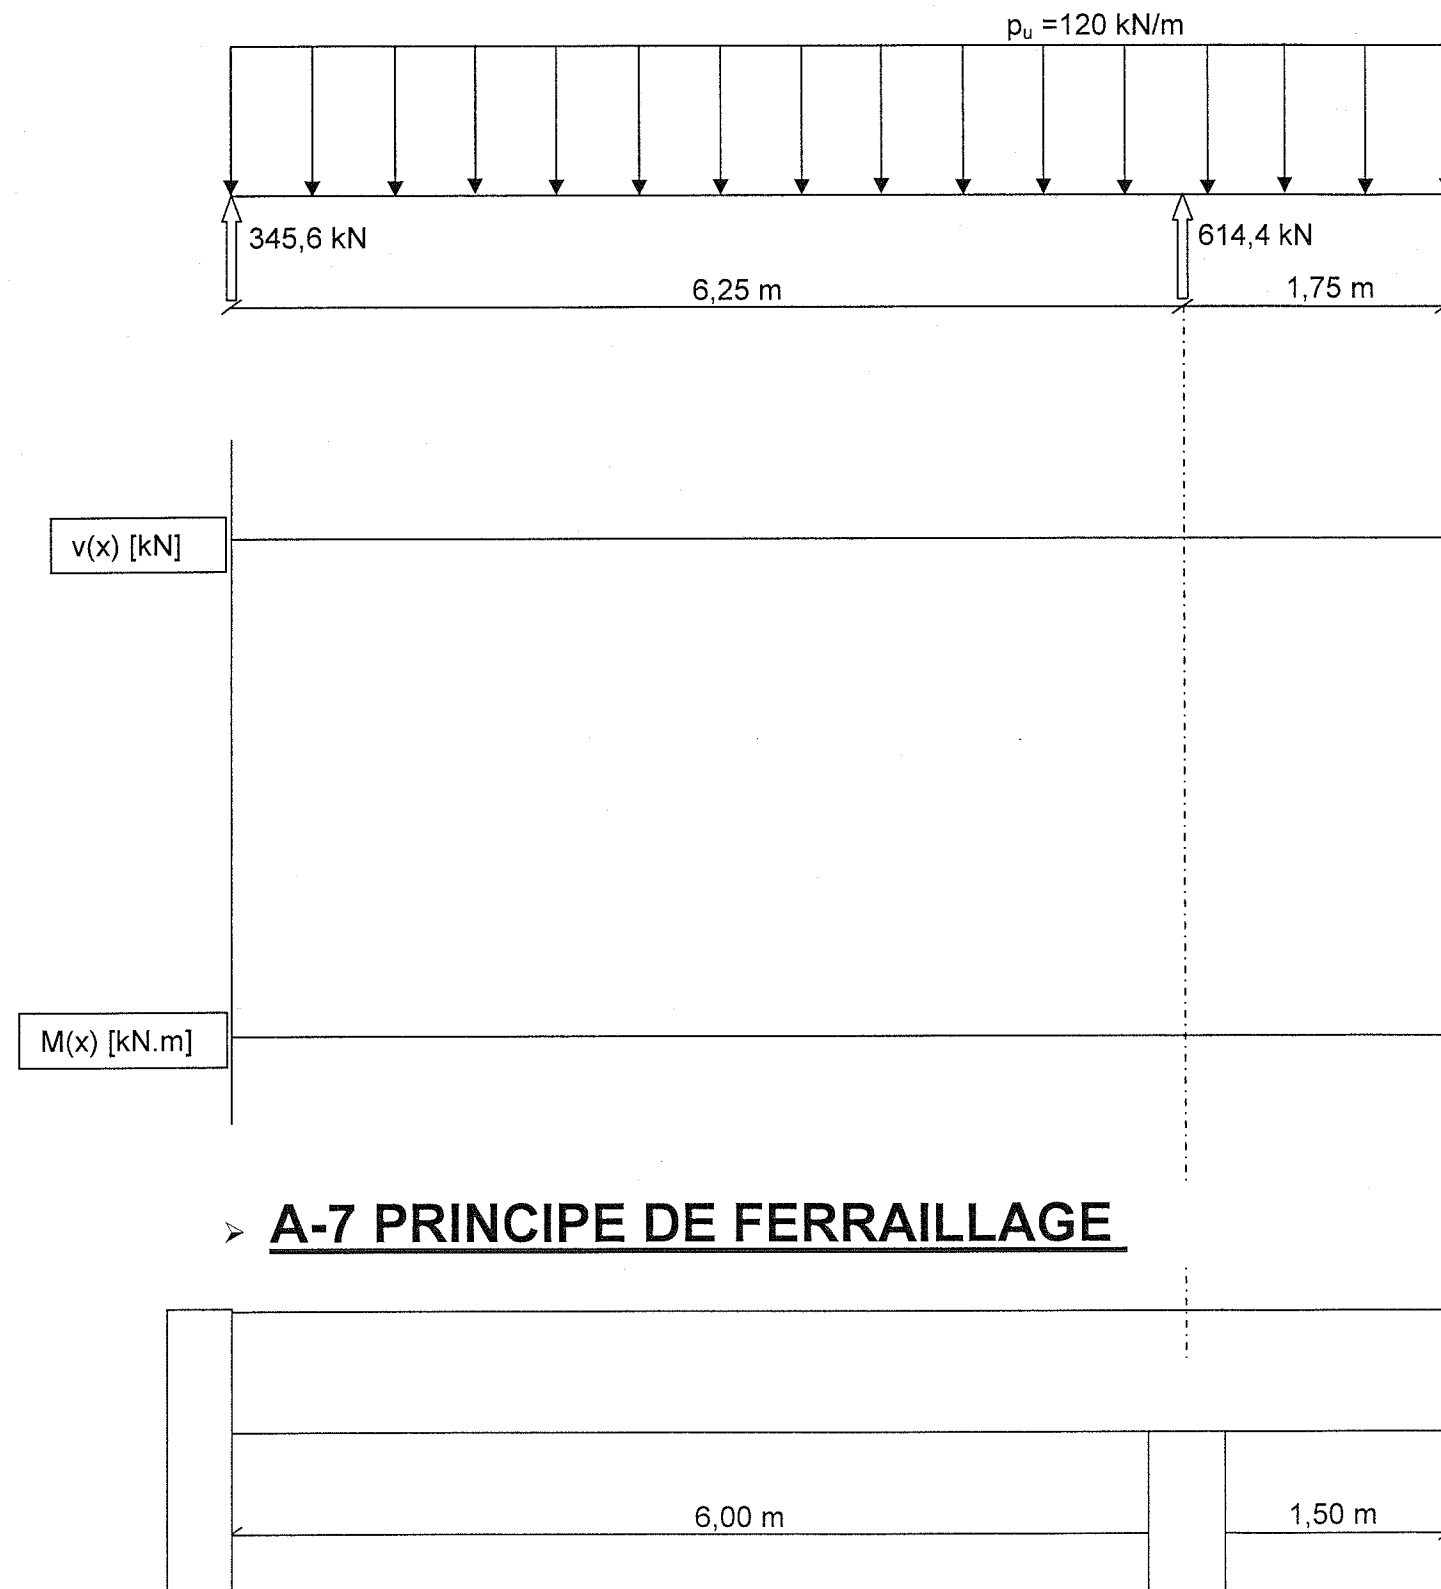 pu =120 kN/m
345,6 kN
614,4 kN
6,25 m
1,75 m
v(x) [kN]
M(x) [kN.m]
➢ A-7 PRINCIPE DE FERRAILLAGE
6,00 m
1,50 m